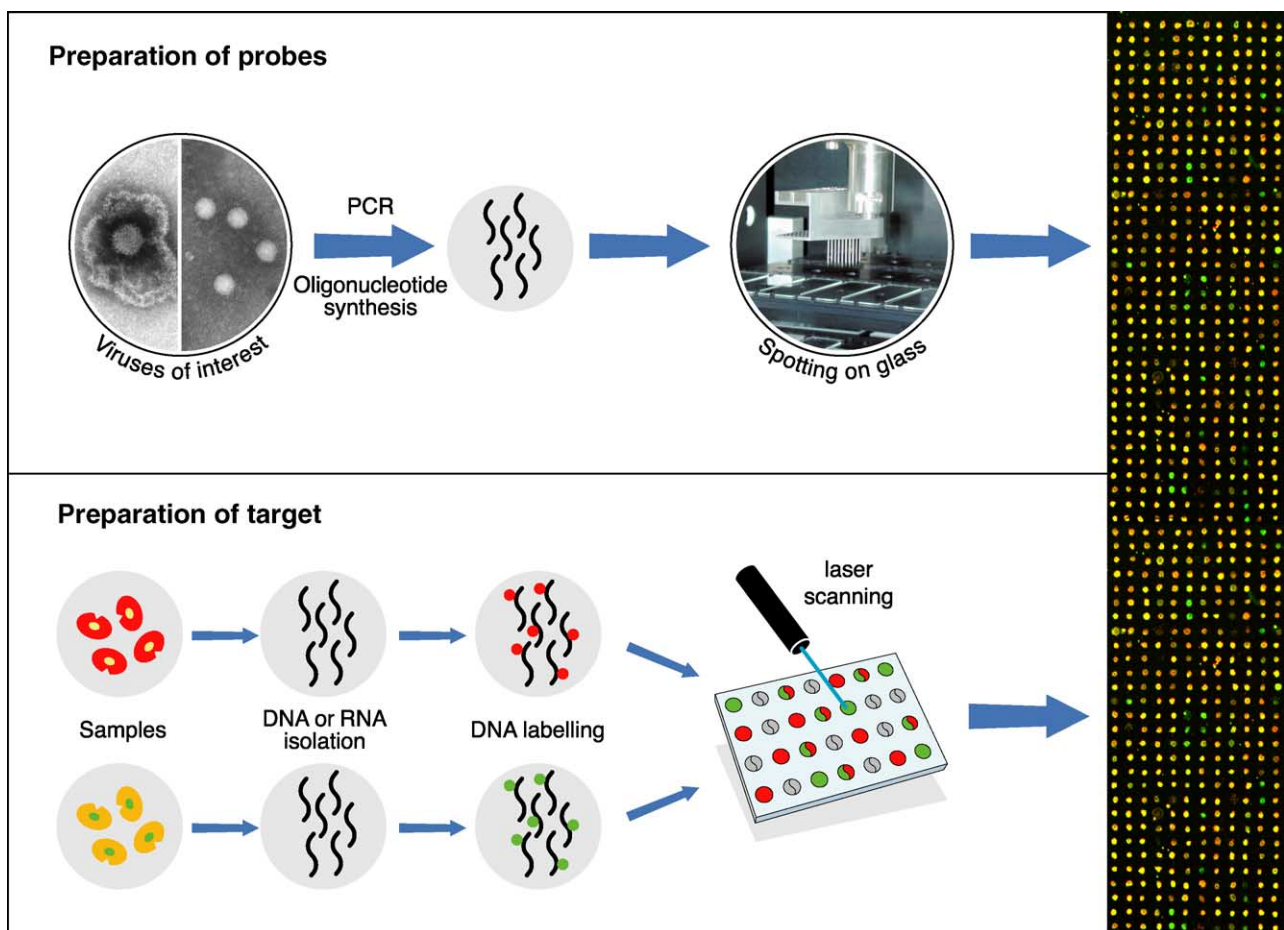 Preparation of probes
PCR
Oligonucleotide
synthesis
Viruses of interest
Spotting on glass
Preparation of target
laser
scanning
Samples
DNA or RNA
isolation
DNA labelling